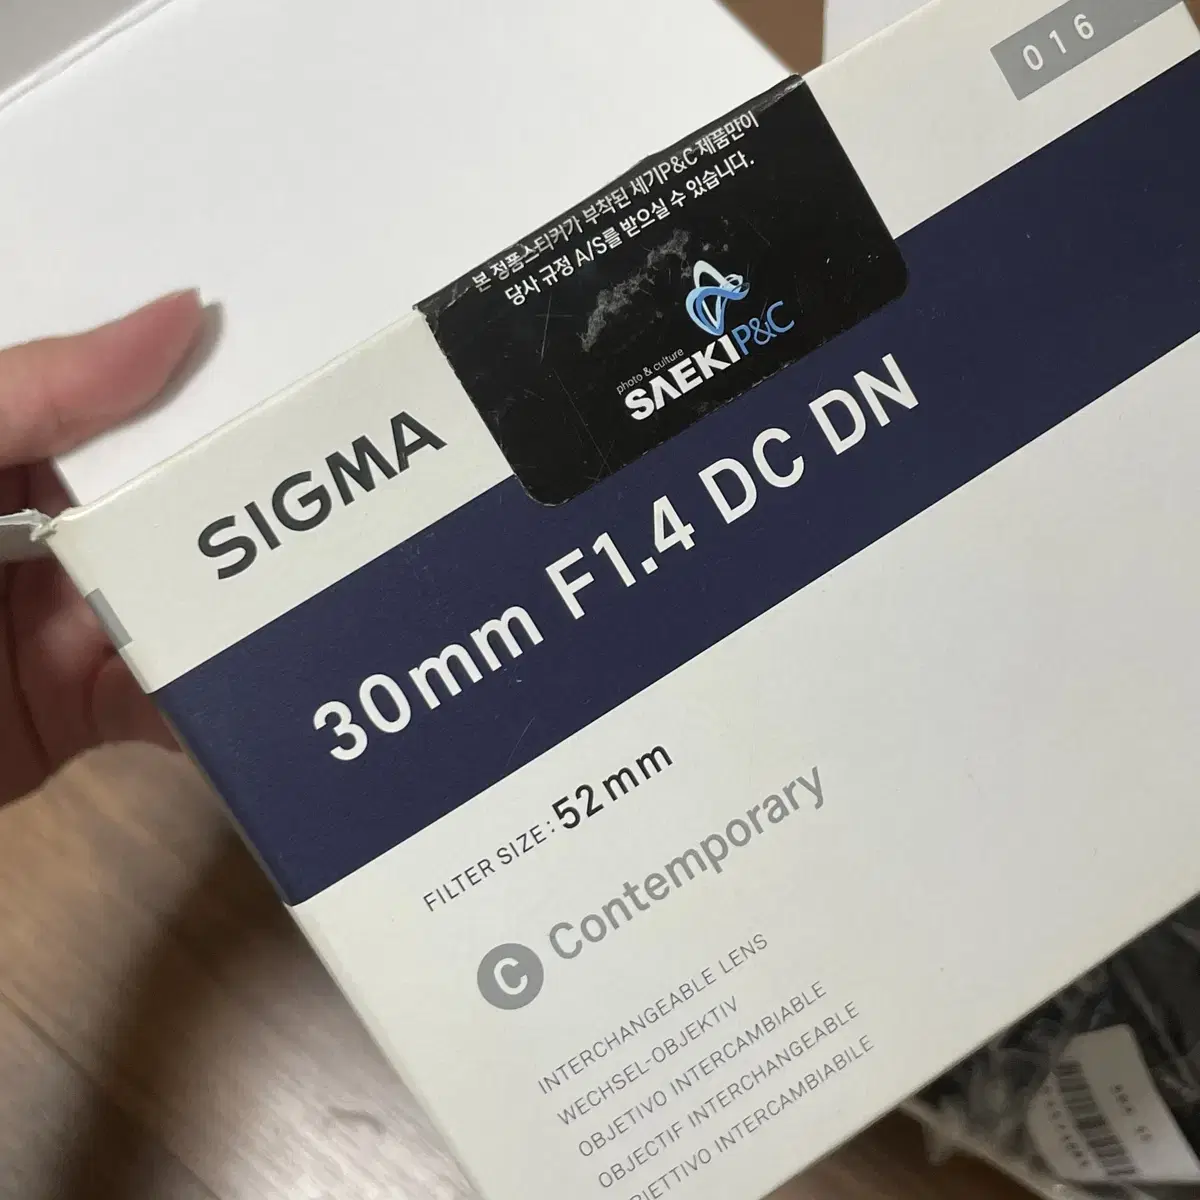 016
본 정품스티커가 부착된 세기P&C 제품만이
당사 규정 A/S를 받으실 수 있습니다.
photo & culture
SAEKI P&C
SIGMA
30mm F1.4 DC DN
FILTER SIZE: 52mm
C Contemporary
INTERCHANGEABLE LENS
WECHSEL-OBJEKTIV
OBJETIVO INTERCAMBIABLE
OBJECTIF INTERCHANGEABLE
BIETTIVO INTERCAMBIABILE